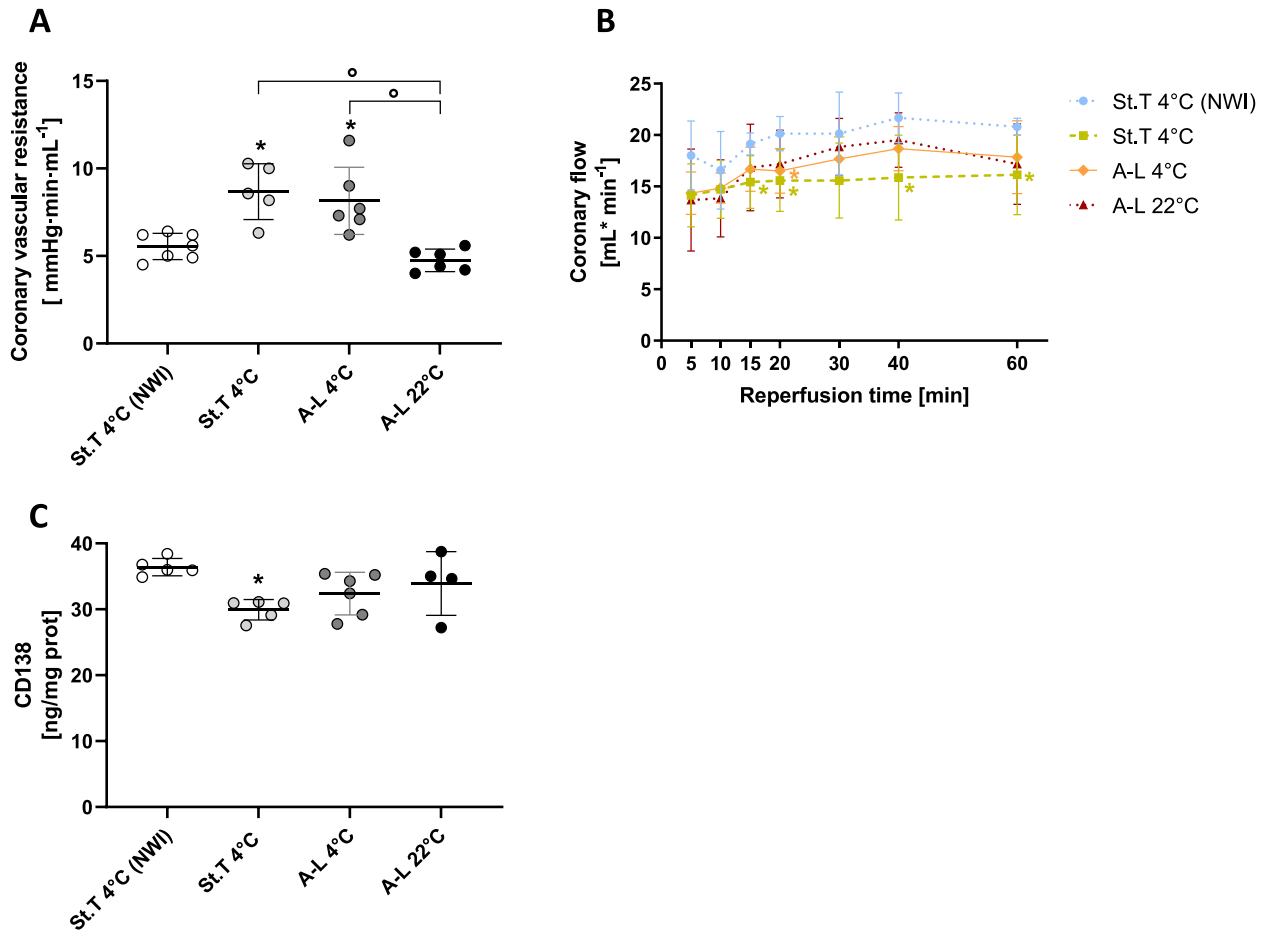 A
Coronary vascular resistance
[ mmHg·min·mL-1]
15
10
5
0
*
*
°
°
St.T 4°C (NWI)
St.T 4°C
A-L 4°C
A-L 22°C
B
Coronary flow
[mL* min-1]
25
20
15
10
5
0
*
*
*
*
*
0 5 10 15 20 30 40 60
Reperfusion time [min]
St.T 4°C (NWI)
St.T 4°C
A-L 4°C
A-L 22°C
C
CD138
[ng/mg prot]
40
30
20
10
0
*
St.T 4°C (NWI)
St.T 4°C
A-L 4°C
A-L 22°C